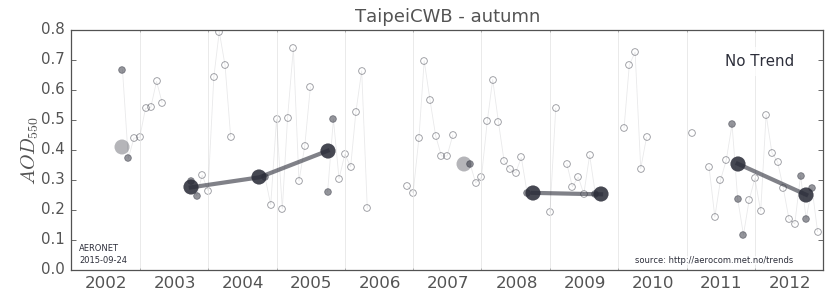 TaipeiCWB - autumn
0.8
0.7
0.6
0.5
0.4
0.3
0.2
0.1
0.0
AOD550
No Trend
AERONET
2015-09-24
source: http://aerocom.met.no/trends
2002 2003 2004 2005 2006 2007 2008 2009 2010 2011 2012